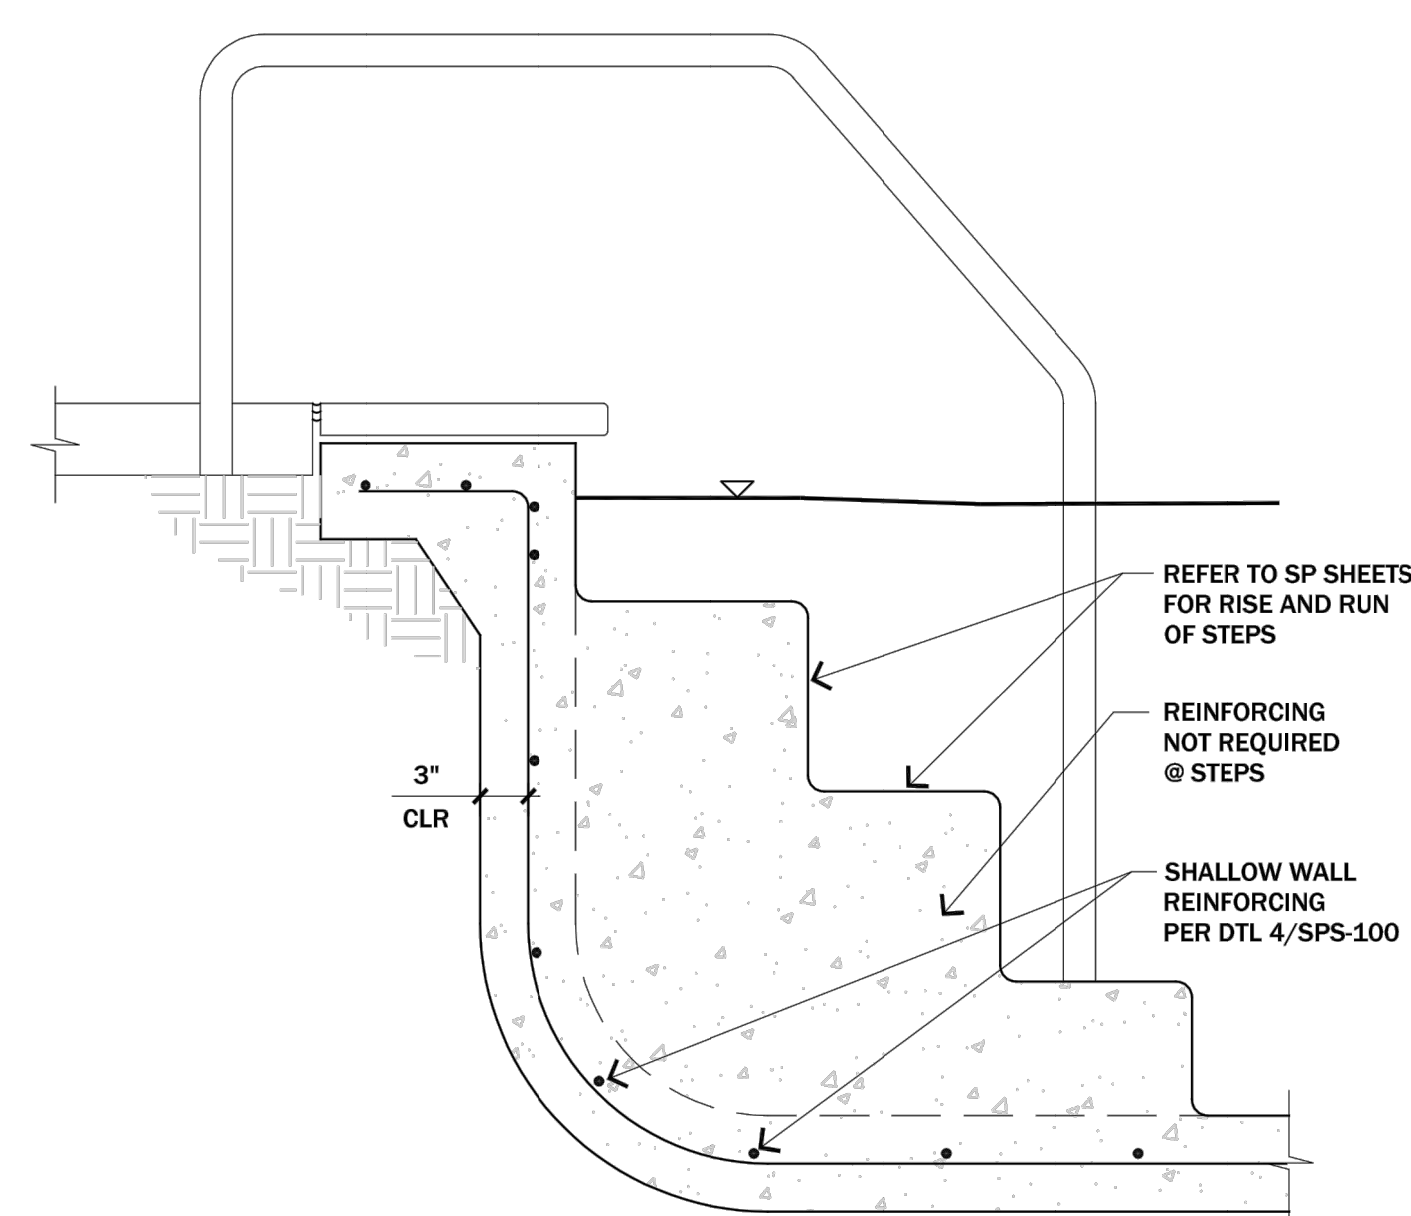 REFER TO SP SHEETS
FOR RISE AND RUN
OF STEPS
REINFORCING
NOT REQUIRED
@ STEPS
3"
CLR
SHALLOW WALL
REINFORCING
PER DTL 4/SPS-100